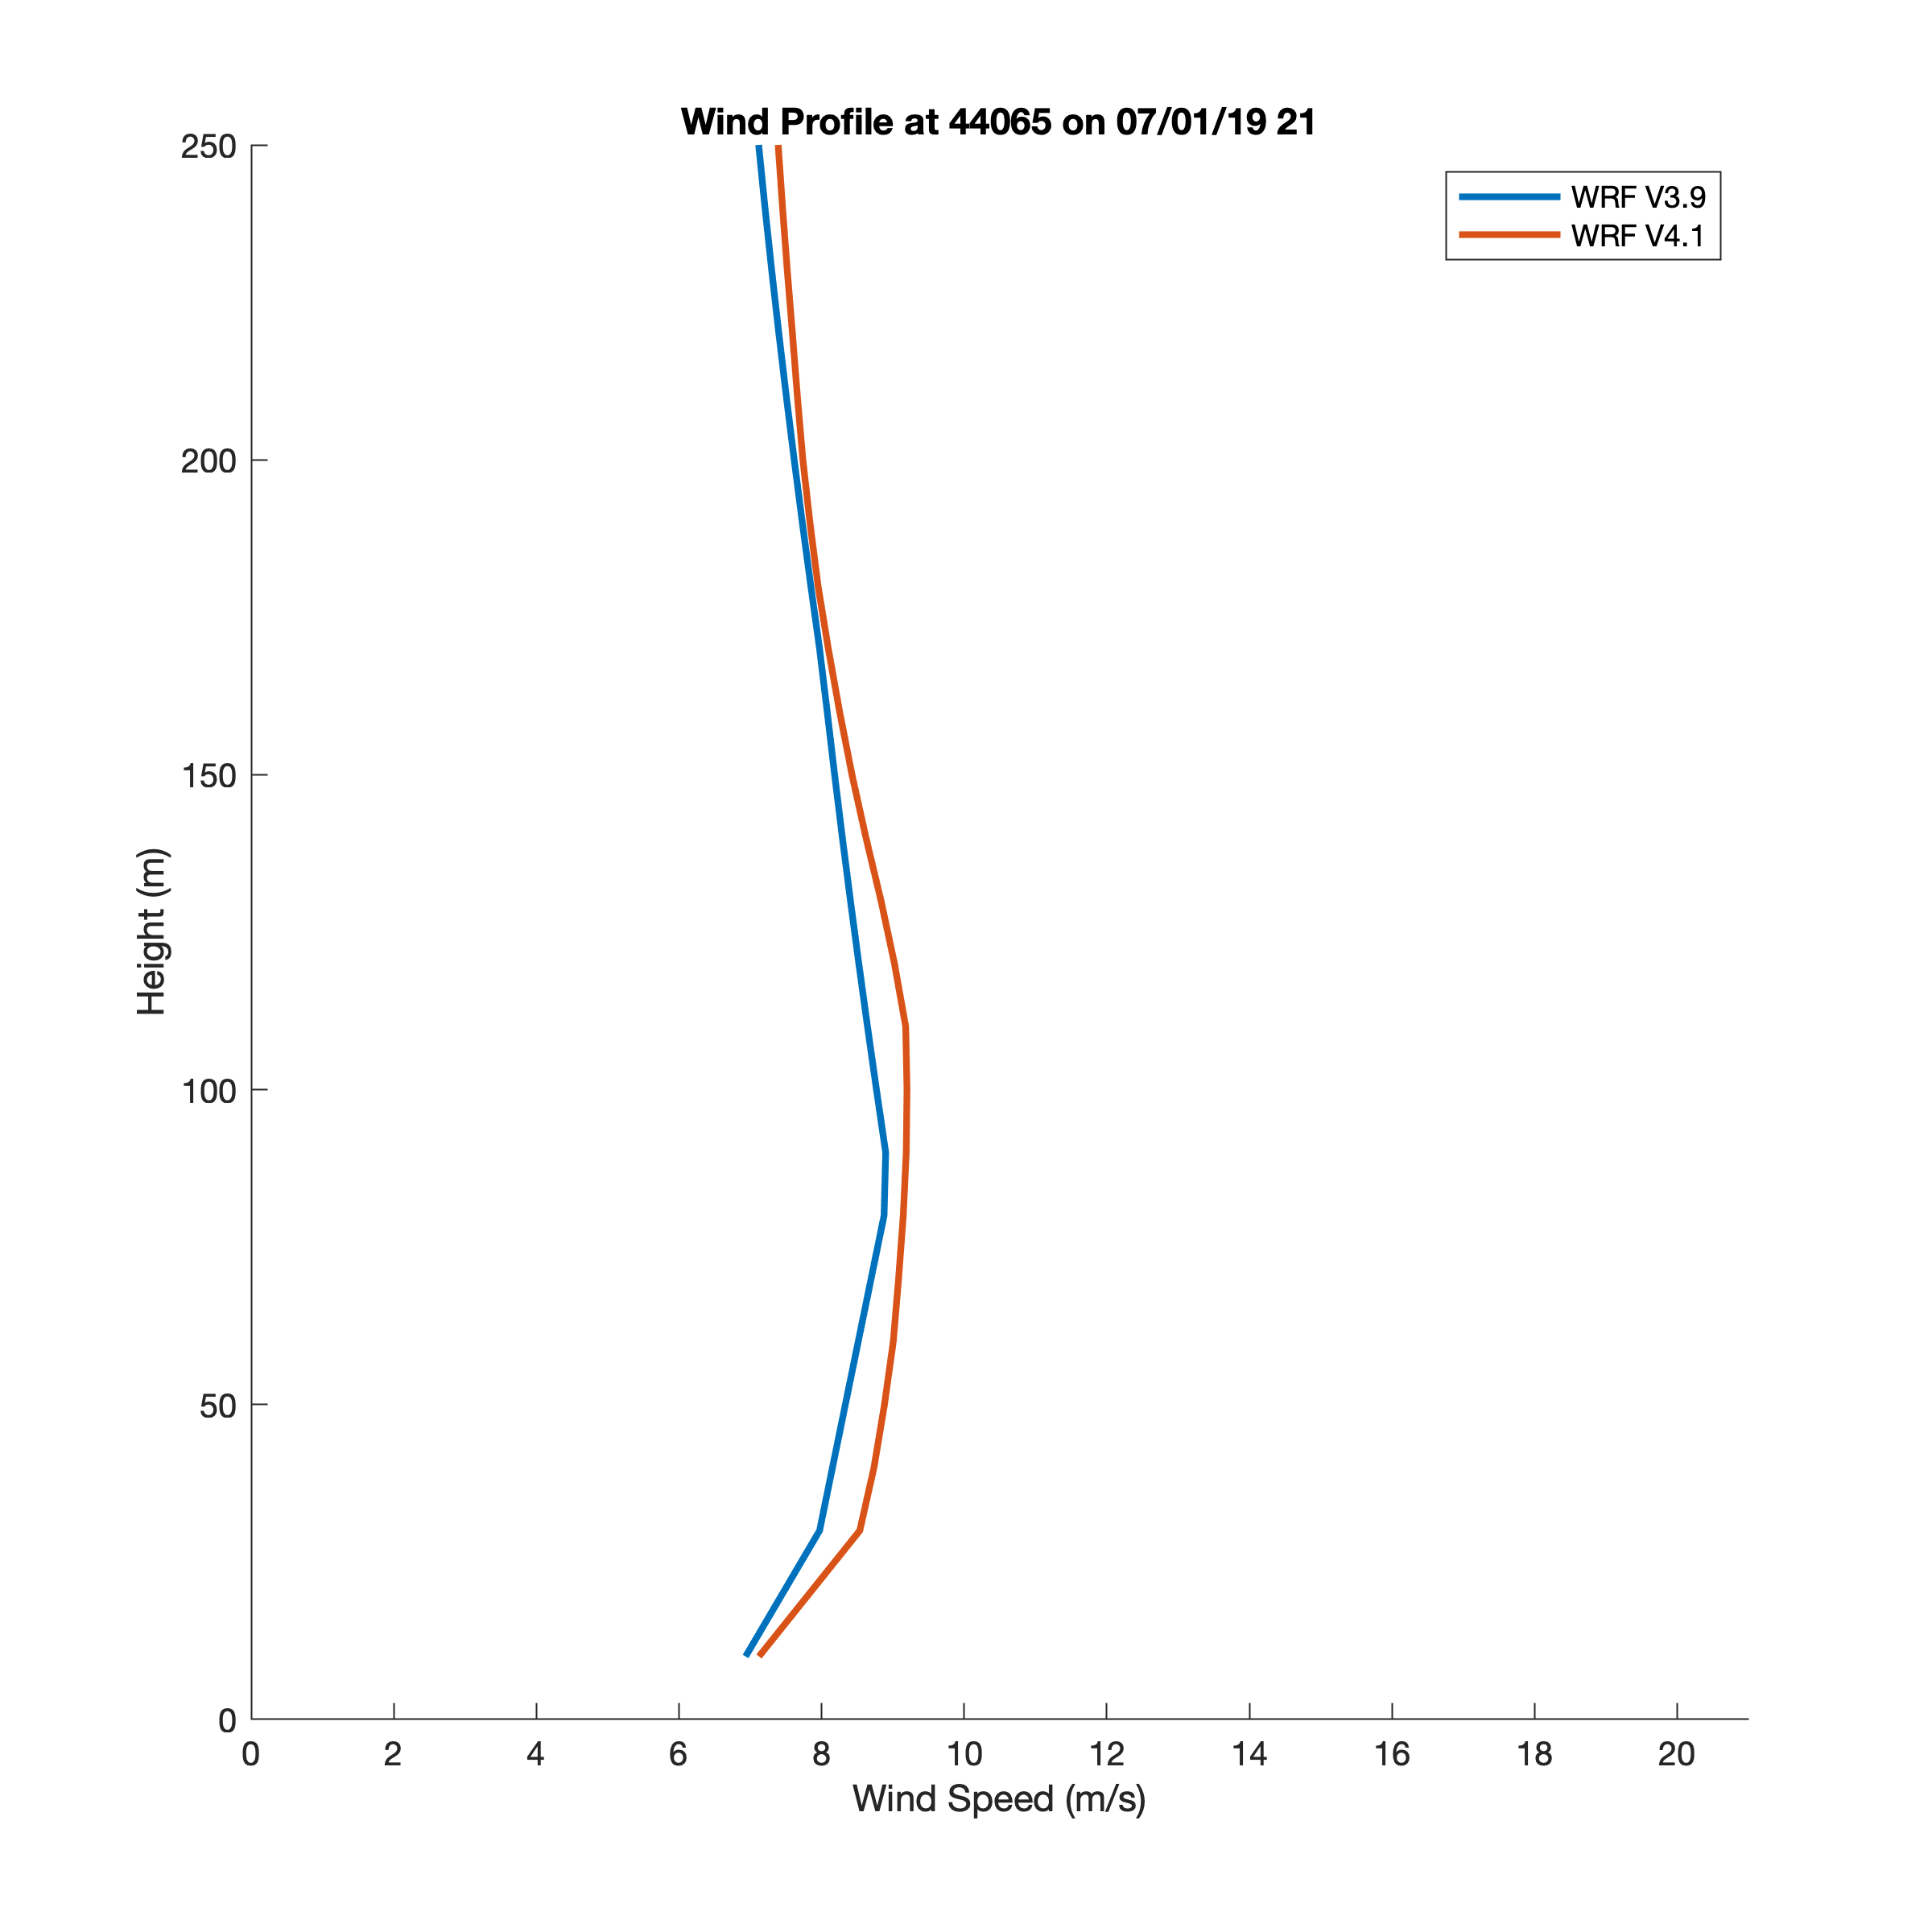 Wind Profile at 44065 on 07/01/19 21
WRF V3.9
WRF V4.1
250
200
150
100
50
0
Height (m)
0 2 4 6 8 10 12 14 16 18 20
Wind Speed (m/s)